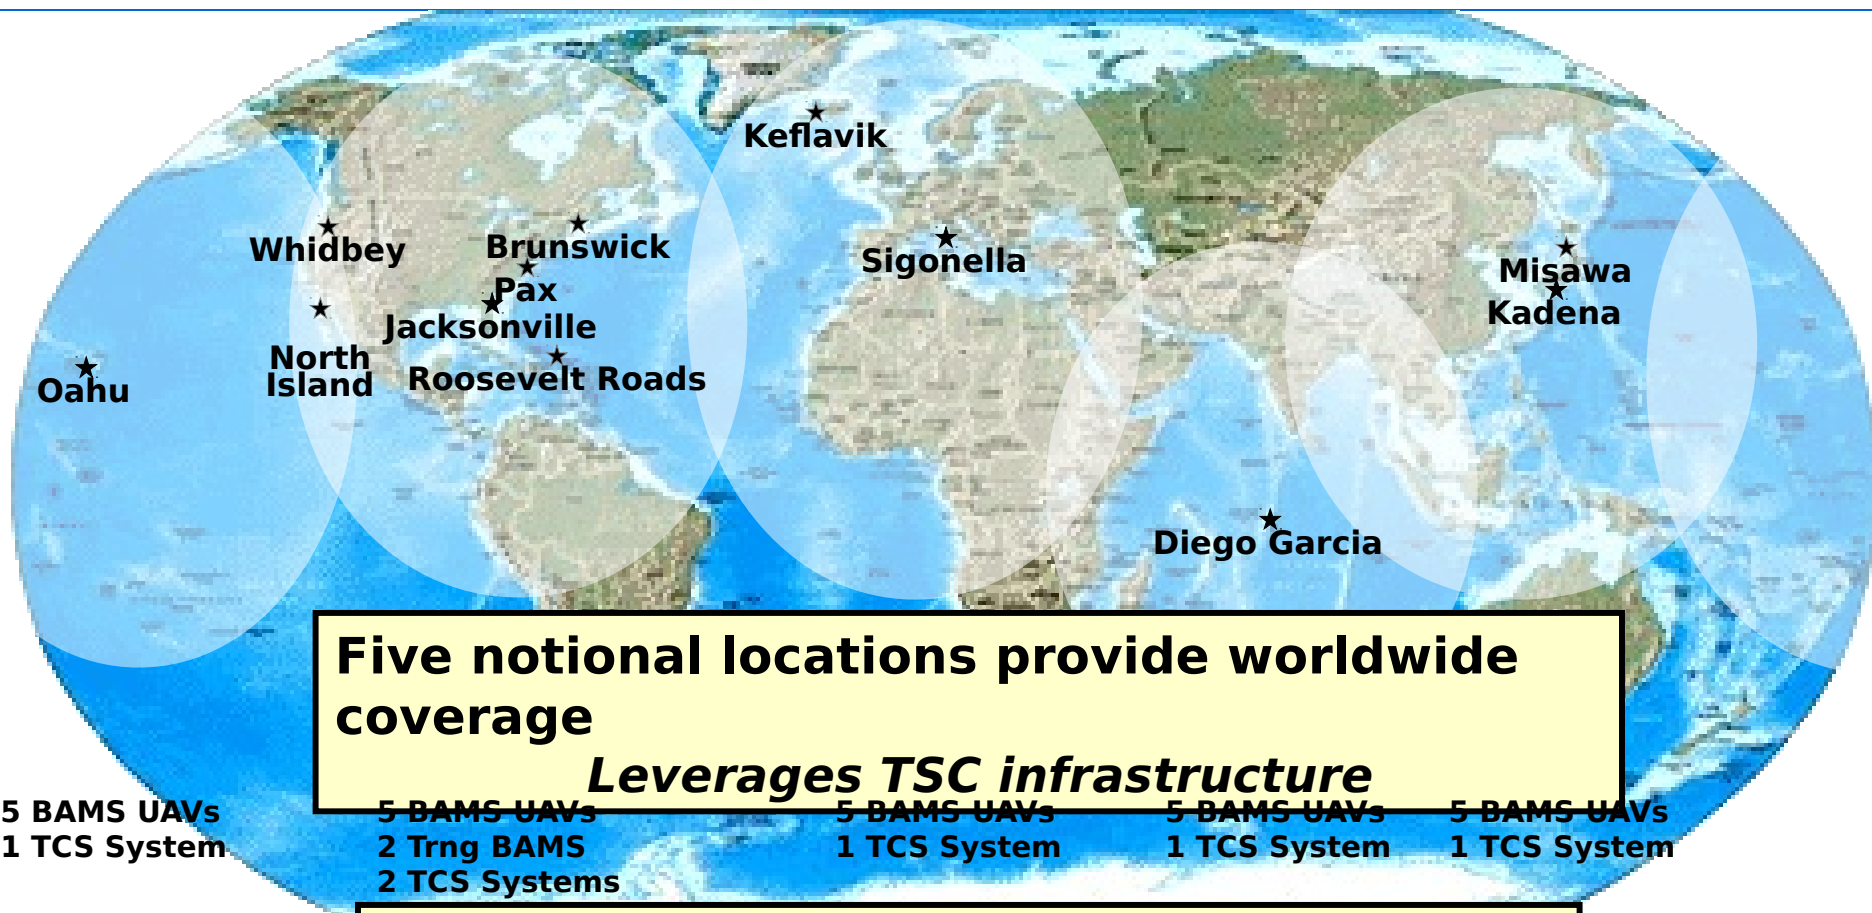 Keflavik
Whidbey
Brunswick
Sigonella
Misawa
Pax
Kadena
Jacksonville
North
Island
Roosevelt Roads
Oahu
Diego Garcia
Five notional locations provide worldwide
coverage
Leverages TSC infrastructure
5 BAMS UAVs
1 TCS System
5 BAMS UAVs
2 Trng BAMS
2 TCS Systems
5 BAMS UAVs
1 TCS System
5 BAMS UAVs
1 TCS System
5 BAMS UAVs
1 TCS System